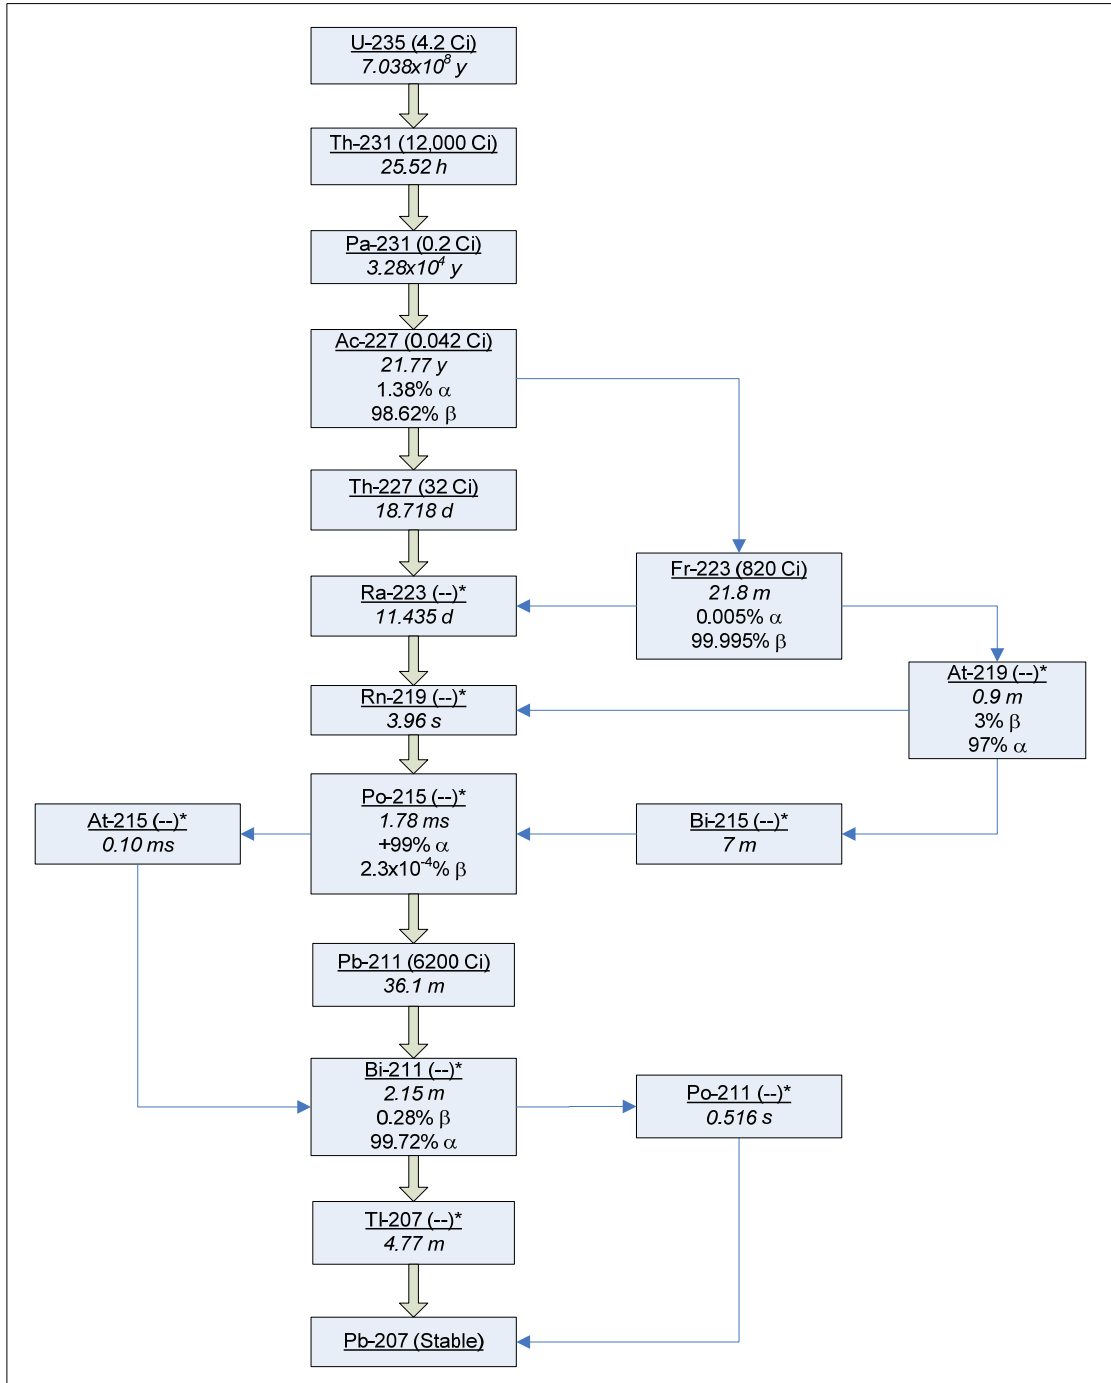 U-235 (4.2 Ci)
7.038x10⁸ y
Th-231 (12,000 Ci)
25.52 h
Pa-231 (0.2 Ci)
3.28x10⁴ y
Ac-227 (0.042 Ci)
21.77 y
1.38% α
98.62% β
Th-227 (32 Ci)
18.718 d
Fr-223 (820 Ci)
21.8 m
0.005% α
99.995% β
Ra-223 (--)*
11.435 d
At-219 (--)*
0.9 m
3% β
97% α
Rn-219 (--)*
3.96 s
Po-215 (--)*
1.78 ms
+99% α
2.3x10⁻⁴% β
At-215 (--)*
0.10 ms
Bi-215 (--)*
7 m
Pb-211 (6200 Ci)
36.1 m
Bi-211 (--)*
2.15 m
0.28% β
99.72% α
Po-211 (--)*
0.516 s
Tl-207 (--)*
4.77 m
Pb-207 (Stable)